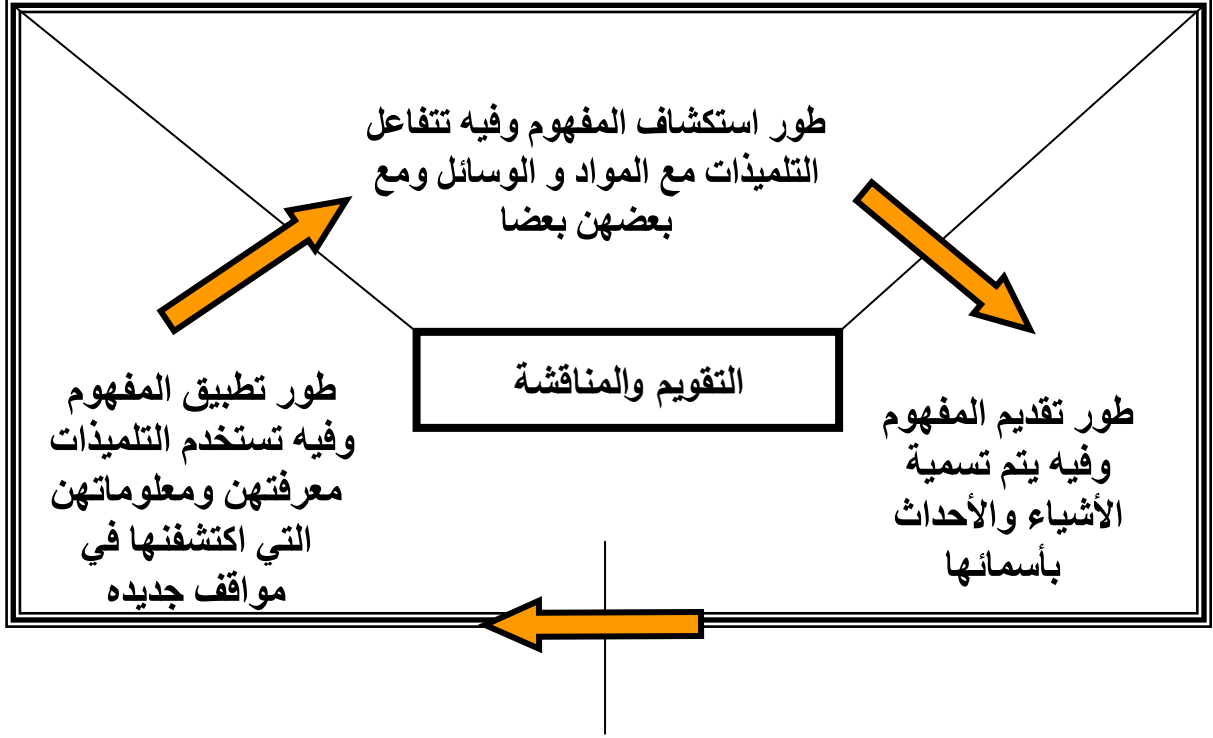 طور استكشاف المفهوم وفيه تتفاعل
التلميذات مع المواد و الوسائل ومع
بعضهن بعضا
التقويم والمناقشة
طور تقديم المفهوم
وفيه يتم تسمية
الأشياء والأحداث
بأسمائها
طور تطبيق المفهوم
وفيه تستخدم التلميذات
معرفتهن ومعلوماتهن
التي اكتشفنها في
مواقف جديده